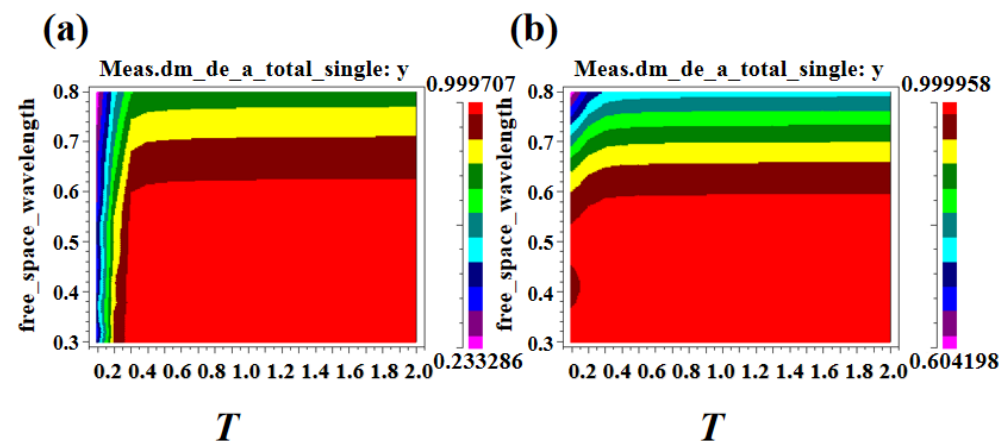 (a)
Meas.dm_de_a_total_single: y
0.999707
free_space_wavelength
0.8
0.7
0.6
0.5
0.4
0.3
0.233286
0.2 0.4 0.6 0.8 1.0 1.2 1.4 1.6 1.8 2.0
T
(b)
Meas.dm_de_a_total_single: y
0.999958
free_space_wavelength
0.8
0.7
0.6
0.5
0.4
0.3
0.604198
0.2 0.4 0.6 0.8 1.0 1.2 1.4 1.6 1.8 2.0
T